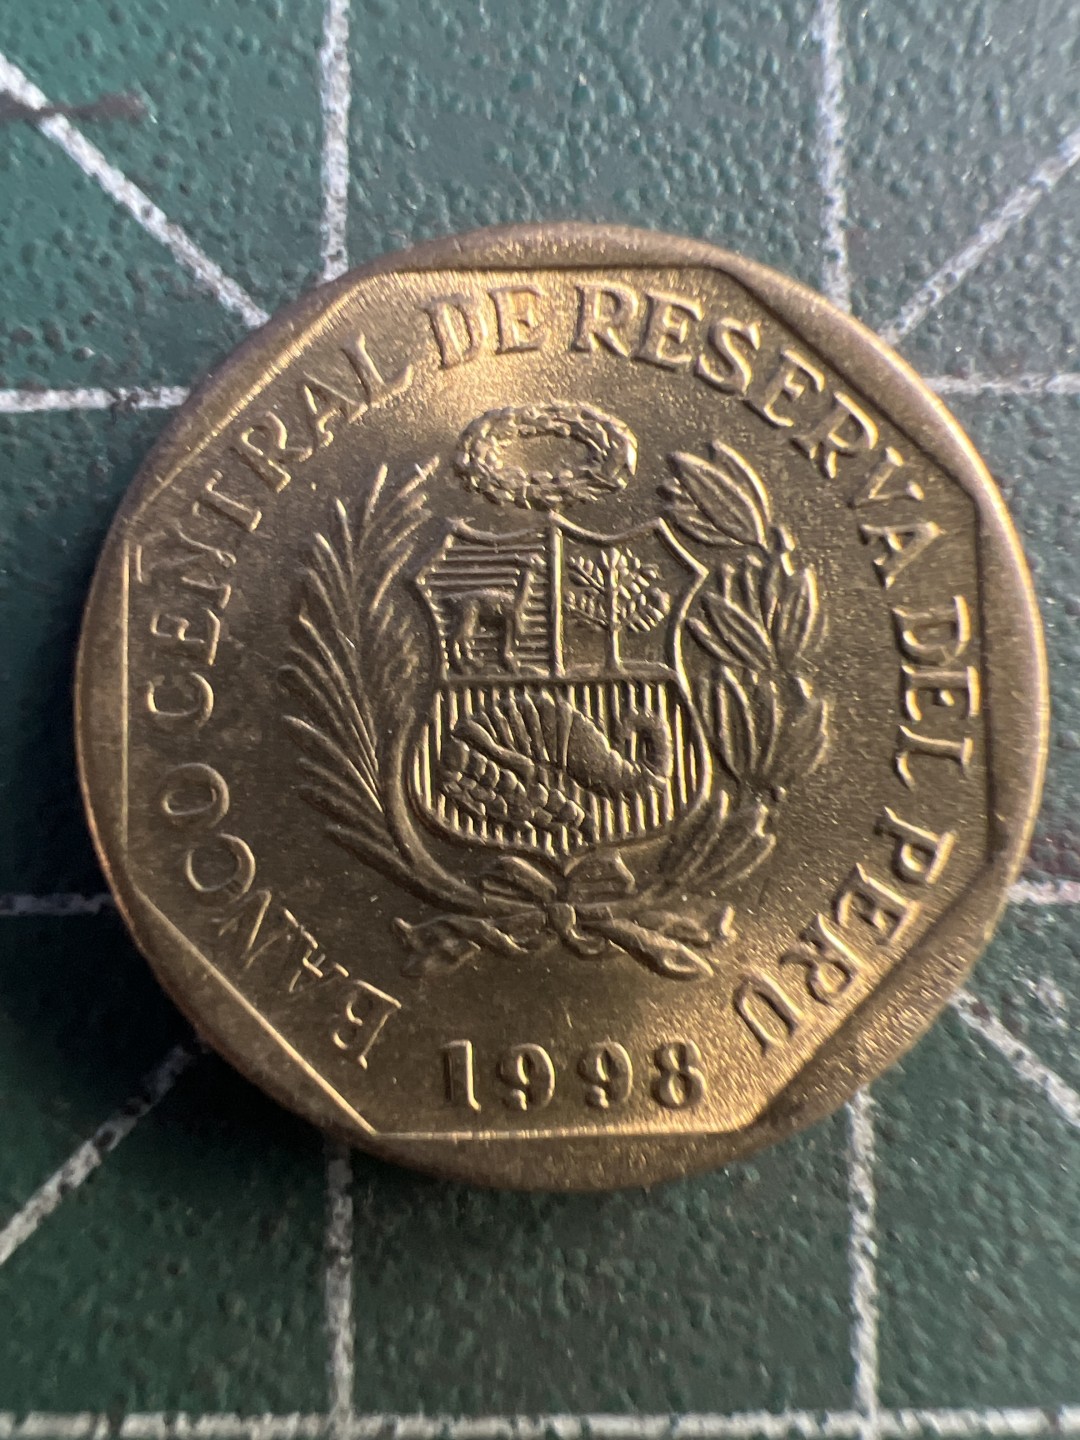 BANCO CENTRAL DE RESERVA DEL PERU
1998